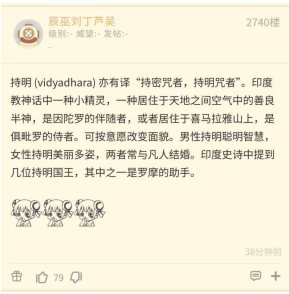 辰巫刘丁芦吴
2740楼
级别:- 威望:- 发帖:-
-
持明 (vidyadhara) 亦有译“持密咒者，持明咒者”。印度
教神话中一种小精灵，一种居住于天地之间空气中的善良
半神，是因陀罗的伴随者，或者居住于喜马拉雅山上，是
俱毗罗的侍者。可按意愿改变面貌。男性持明聪明智慧，
女性持明美丽多姿，两者常与凡人结婚。印度史诗中提到
几位持明国王，其中之一是罗摩的助手。
38分钟前
79